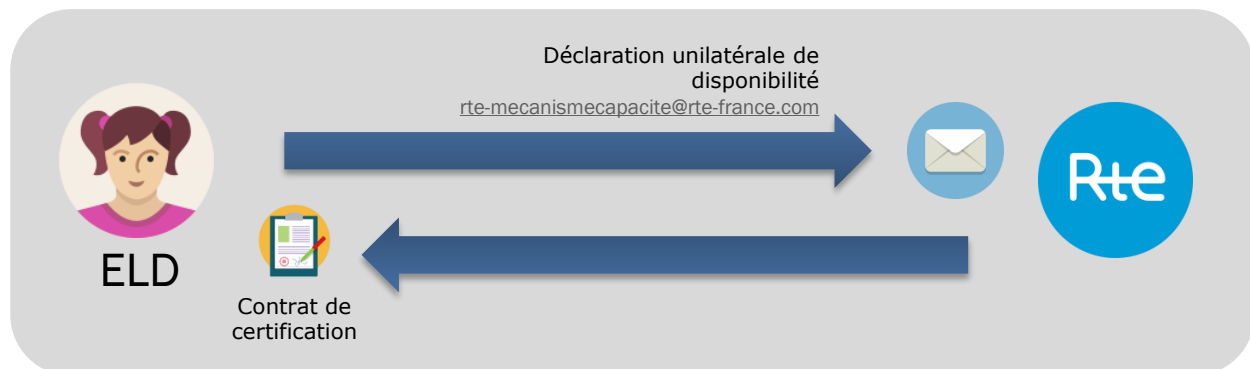 Déclaration unilatérale de
disponibilité
rte-mecanismecapacite@rte-france.com
Rte
ELD
Contrat de
certification